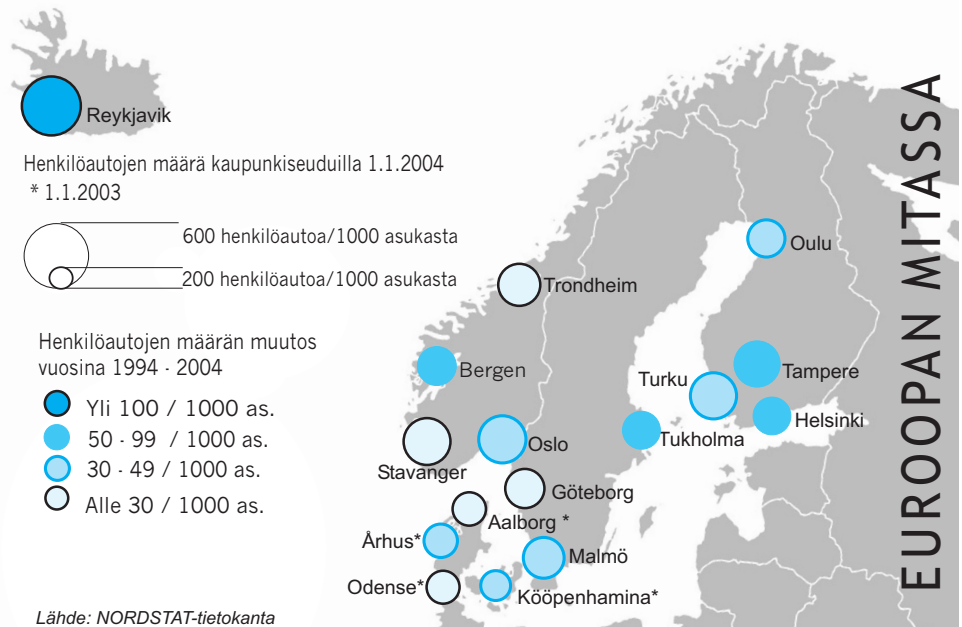 Reykjavik
Henkilöautojen määrä kaupunkiseuduilla 1.1.2004
* 1.1.2003
600 henkilöautoa/1000 asukasta
200 henkilöautoa/1000 asukasta
Henkilöautojen määrän muutos
vuosina 1994 - 2004
Yli 100 / 1000 as.
50 - 99 / 1000 as.
30 - 49 / 1000 as.
Alle 30 / 1000 as.
Oulu
Trondheim
Bergen
Turku
Tampere
Helsinki
Tukholma
Oslo
Stavanger
Göteborg
Aalborg *
Århus*
Malmö
Odense*
Kööpenhamina*
EUROOPAN MITASSA
Lähde: NORDSTAT-tietokanta